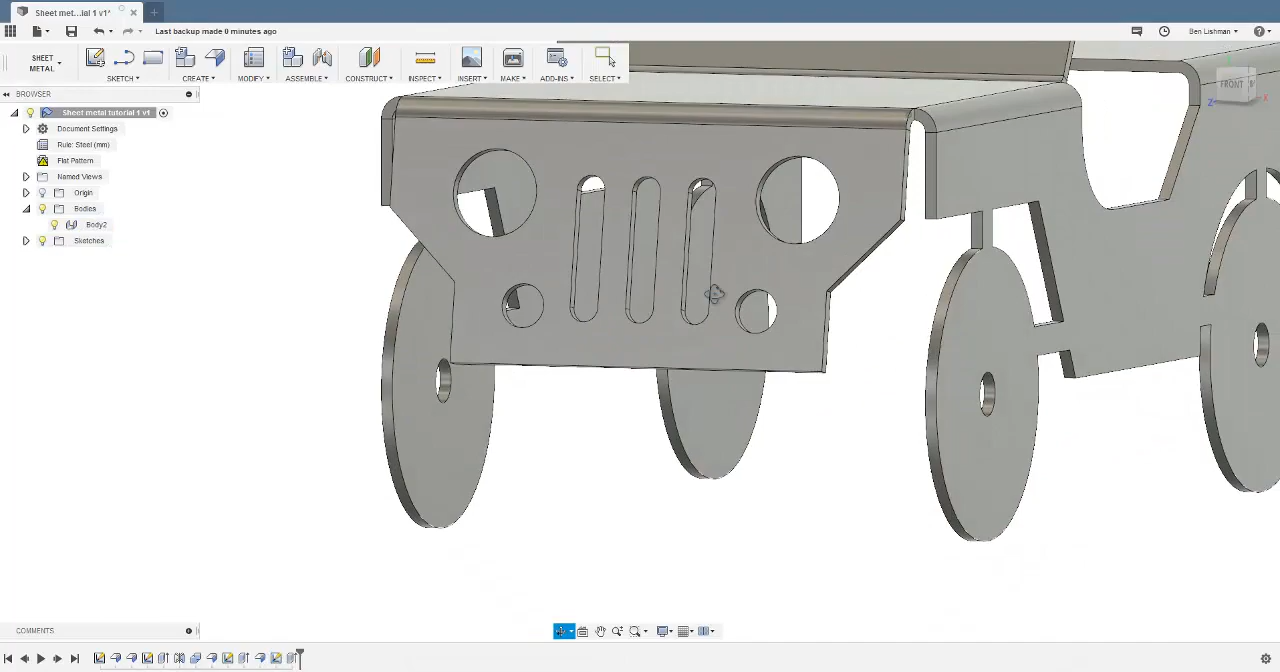 Sheet met...ial 1 v1*
Last backup made 0 minutes ago
Ben Lishman
SHEET METAL
SKETCH
CREATE
MODIFY
ASSEMBLE
CONSTRUCT
INSPECT
INSERT
MAKE
ADD-INS
SELECT
BROWSER
Sheet metal tutorial 1 v1
Document Settings
Rule: Steel (mm)
Flat Pattern
Named Views
Origin
Bodies
Body2
Sketches
FRONT
Z
X
COMMENTS